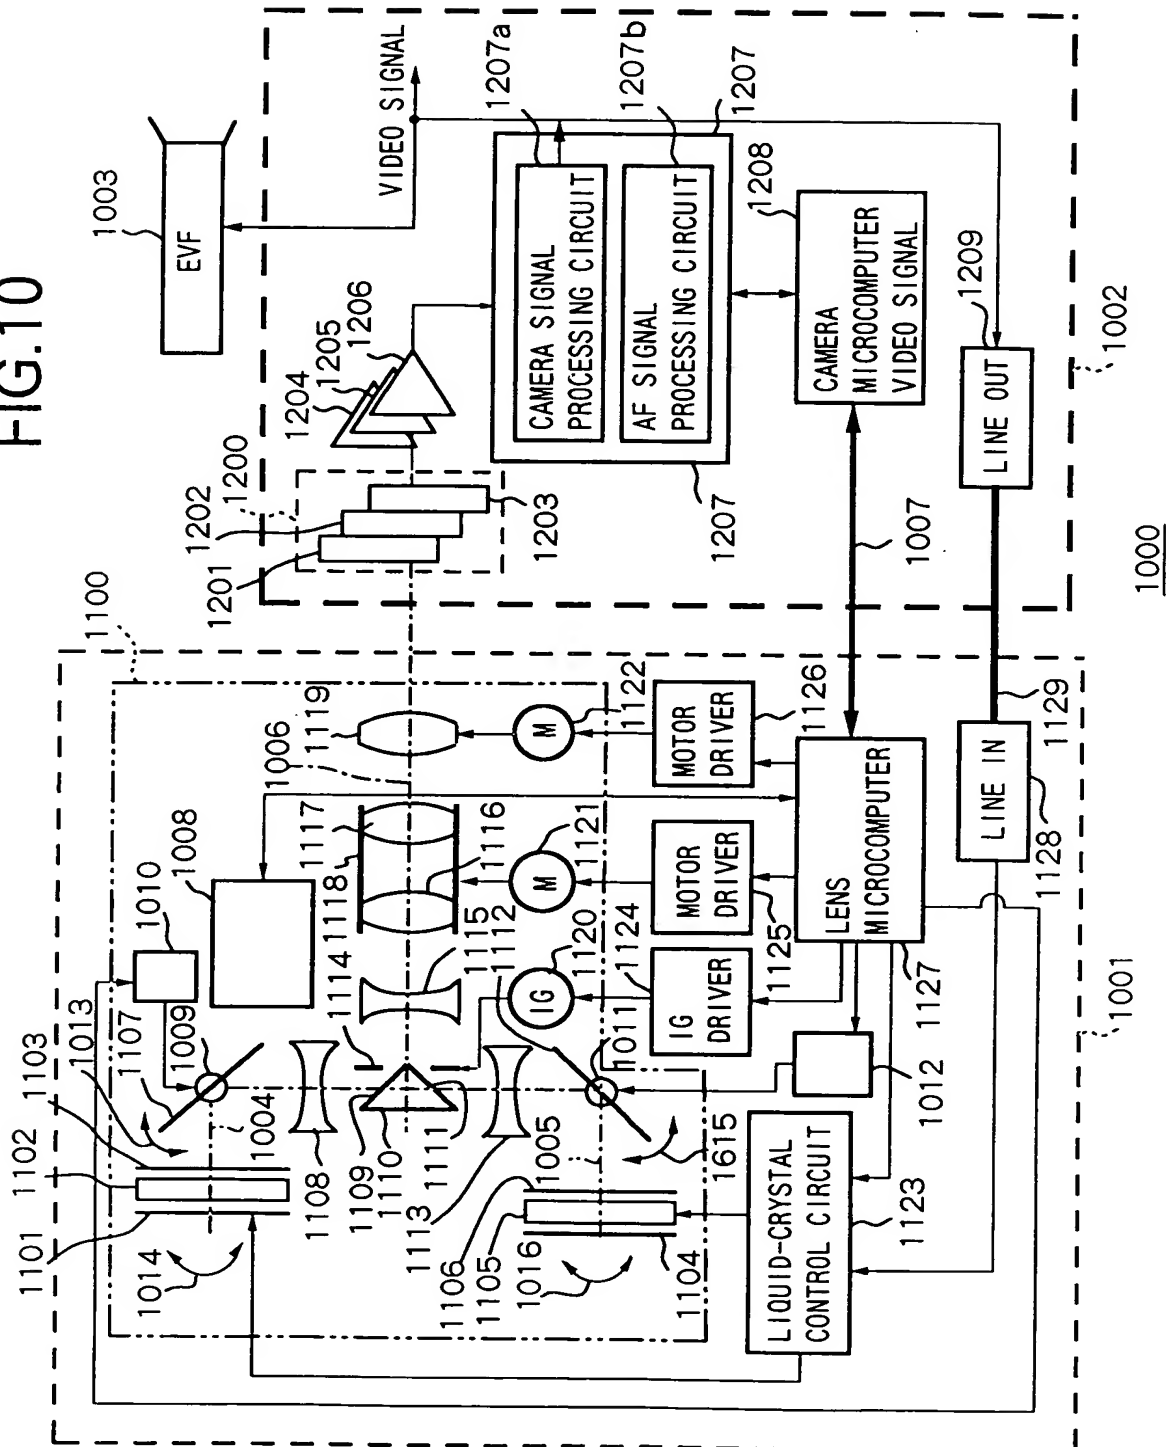 FIG.10
1003
EVF
VIDEO SIGNAL
1207a
1207b
1207
1208
1209
1002
1204
1205
1206
1200
1202
1201
1203
CAMERA SIGNAL
PROCESSING CIRCUIT
AF SIGNAL
PROCESSING CIRCUIT
1207
CAMERA
MICROCOMPUTER
VIDEO SIGNAL
LINE OUT
1007
1000
1100
1119
1006
1008
1010
1117
1118
1116
1115
1112
1114
1122
M
1121
M
1120
IG
1124
1011
MOTOR
DRIVER
1126
MOTOR
DRIVER
1125
IG
DRIVER
LENS
MICROCOMPUTER
1127
1012
LINE IN
1129
1128
1001
1013
1107
1009
1103
1102
1101
1014
1004
1108
1109
1110
1111
1113
1005
1106
1105
1016
1104
1615
LIQUID-CRYSTAL
CONTROL CIRCUIT
1123